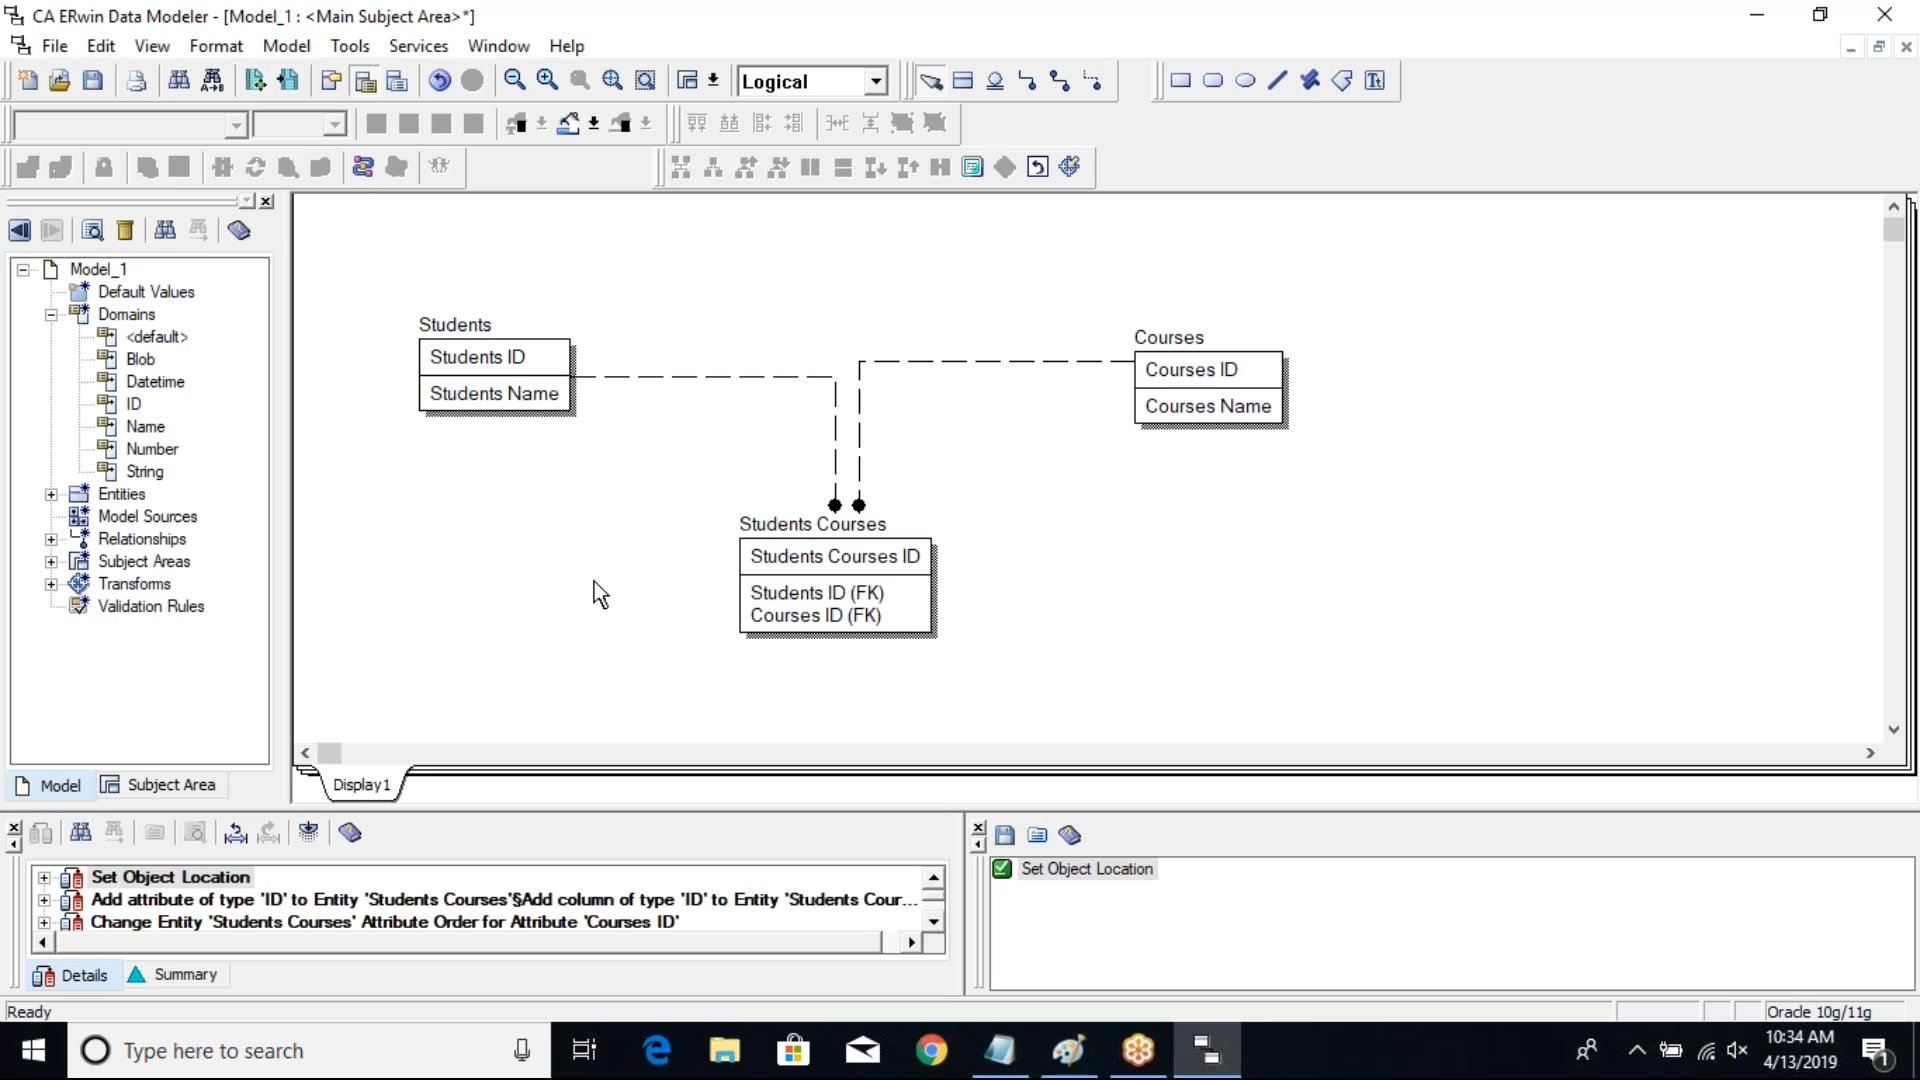 CA ERwin Data Modeler - [Model_1 : <Main Subject Area>*]
File Edit View Format Model Tools Services Window Help
A→B
Logical
Tt
Model_1
Default Values
Domains
<default>
Blob
Datetime
ID
Name
Number
String
Entities
Model Sources
Relationships
Subject Areas
Transforms
Validation Rules
Model Subject Area
Students
Students ID
Students Name
Courses
Courses ID
Courses Name
Students Courses
Students Courses ID
Students ID (FK)
Courses ID (FK)
Display1
Set Object Location
Add attribute of type 'ID' to Entity 'Students Courses'§Add column of type 'ID' to Entity 'Students Cour...
Change Entity 'Students Courses' Attribute Order for Attribute 'Courses ID'
Details Summary
Set Object Location
Ready
Oracle 10g/11g
Type here to search
10:34 AM
4/13/2019
1